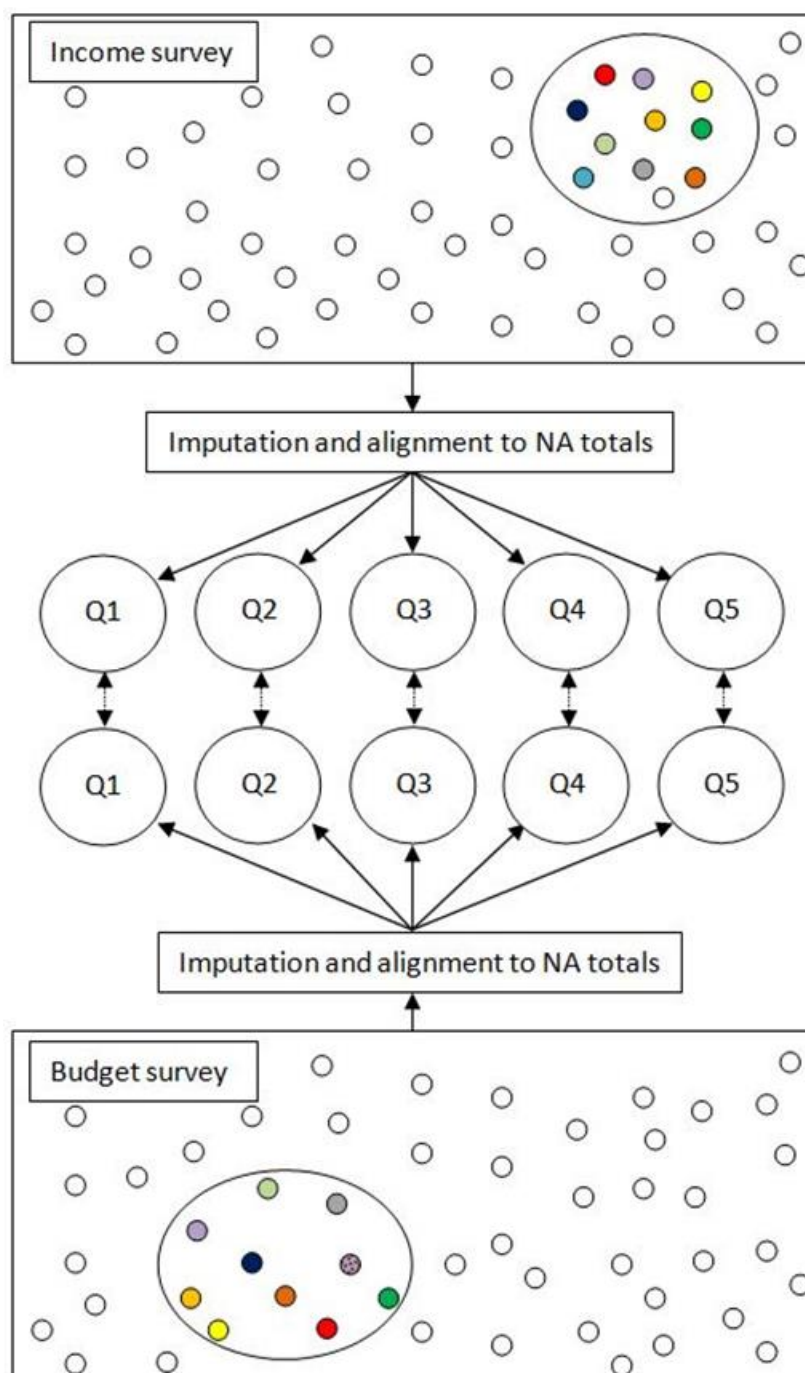 Income survey
Imputation and alignment to NA totals
Q1 Q2 Q3 Q4 Q5
Q1 Q2 Q3 Q4 Q5
Imputation and alignment to NA totals
Budget survey